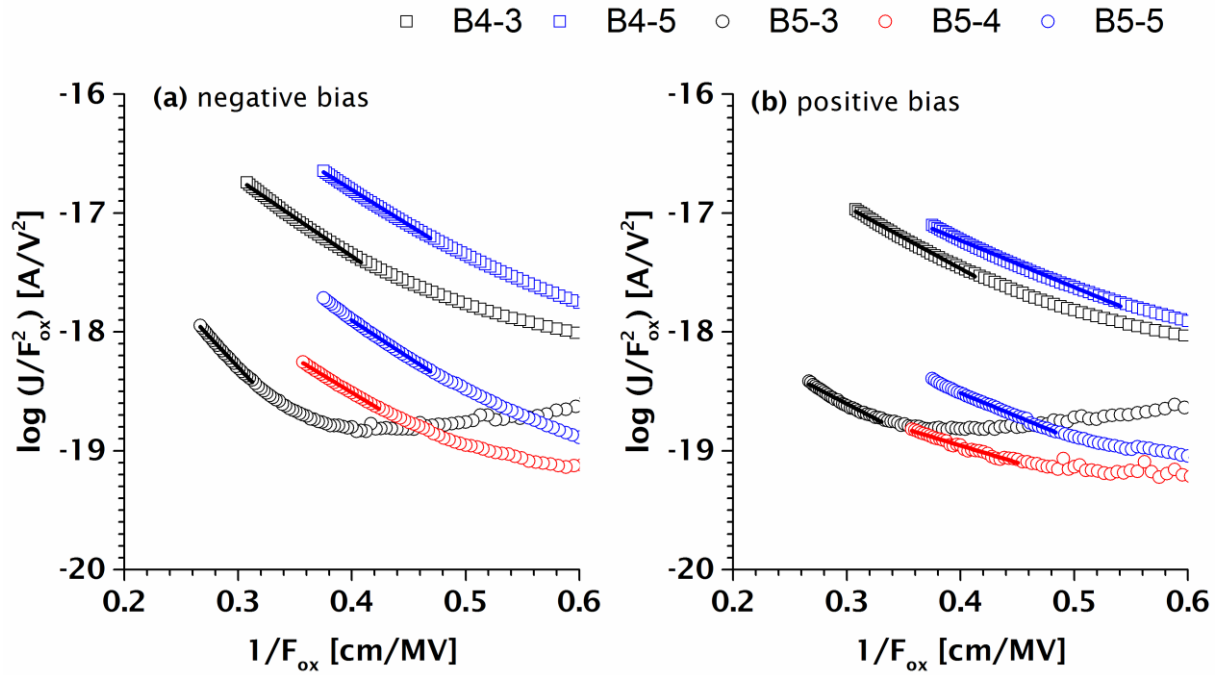 B4-3 B4-5 B5-3 B5-4 B5-5
(a) negative bias
-16
-17
-18
-19
-20
log (J/F²ox) [A/V²]
0.2 0.3 0.4 0.5 0.6
1/Fox [cm/MV]
(b) positive bias
-16
-17
-18
-19
-20
log (J/F²ox) [A/V²]
0.2 0.3 0.4 0.5 0.6
1/Fox [cm/MV]